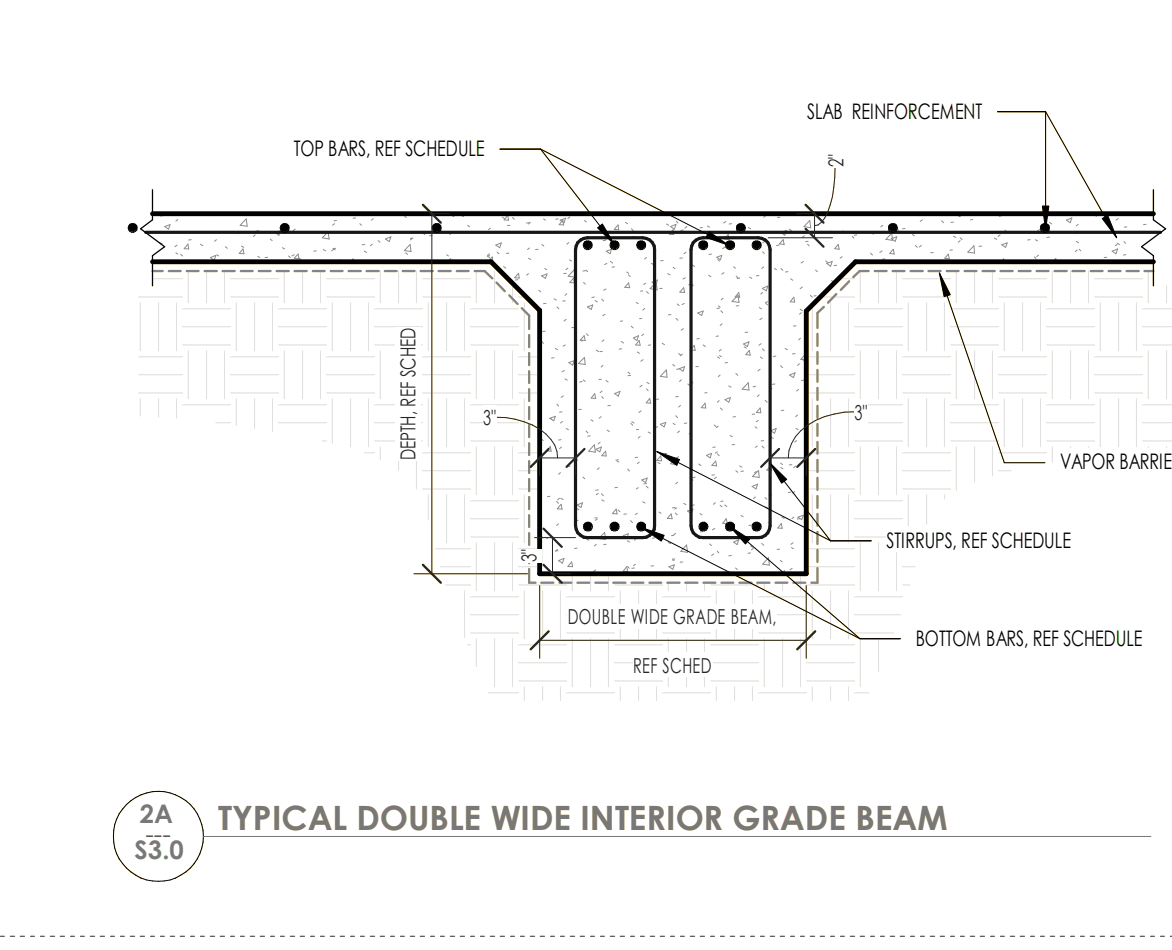 SLAB REINFORCEMENT
TOP BARS, REF SCHEDULE
2"
DEPTH, REF SCHED
3"
3"
VAPOR BARRIE
STIRRUPS, REF SCHEDULE
3"
DOUBLE WIDE GRADE BEAM,
REF SCHED
BOTTOM BARS, REF SCHEDULE
2A
---
S3.0
TYPICAL DOUBLE WIDE INTERIOR GRADE BEAM